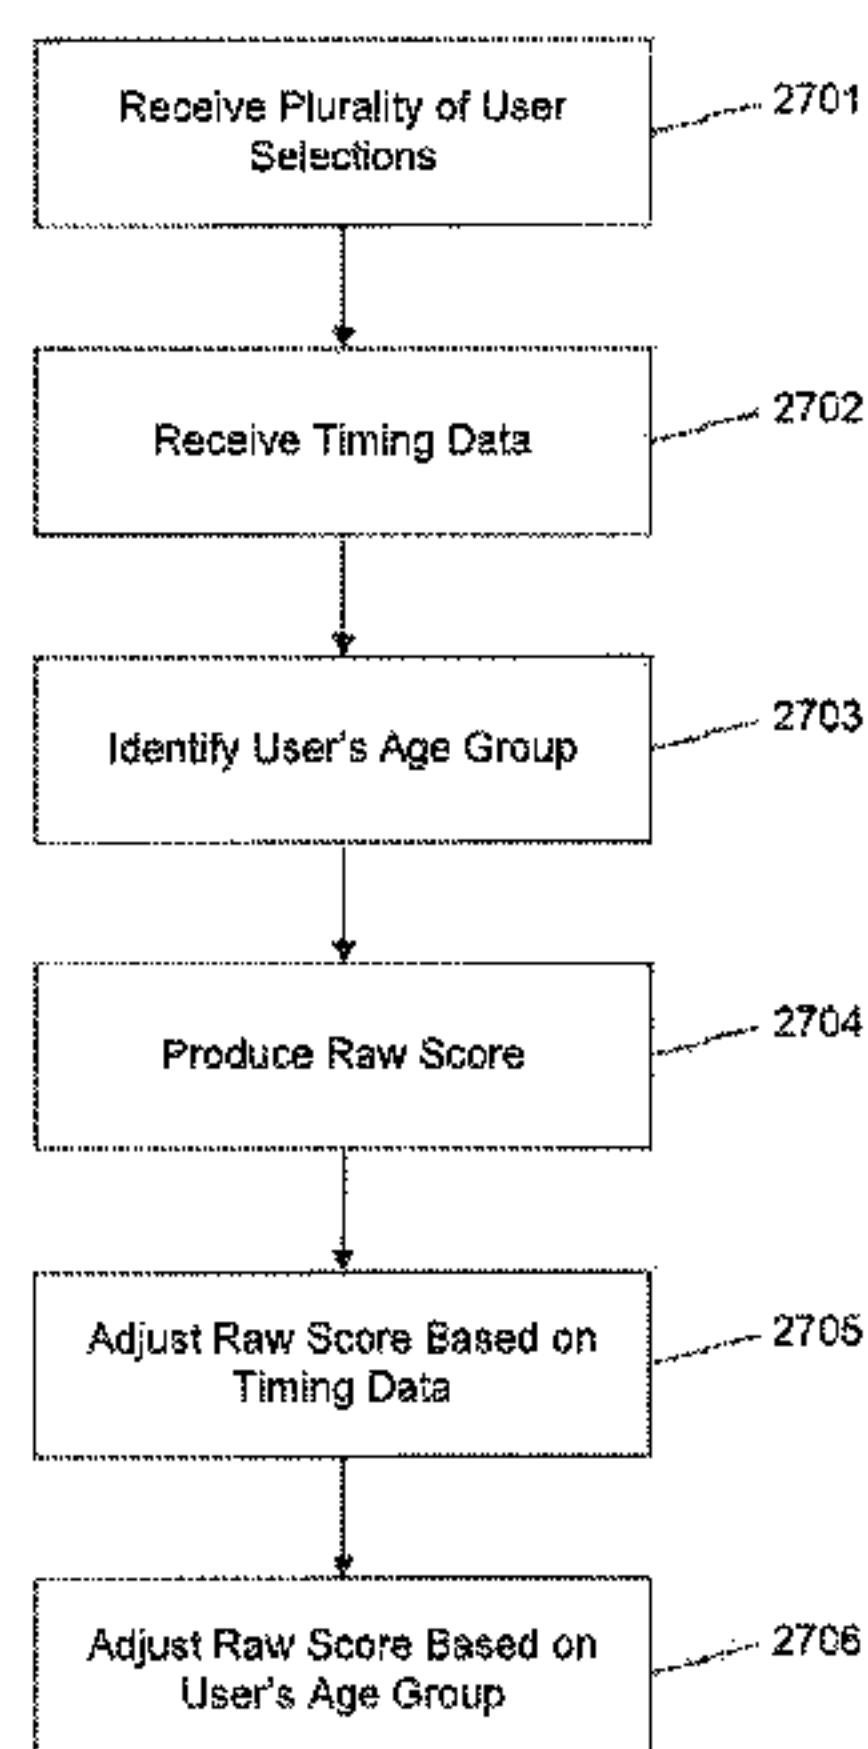 Receive Plurality of User
Selections
2701
Receive Timing Data
2702
Identify User's Age Group
2703
Produce Raw Score
2704
Adjust Raw Score Based on
Timing Data
2705
Adjust Raw Score Based on
User's Age Group
2706